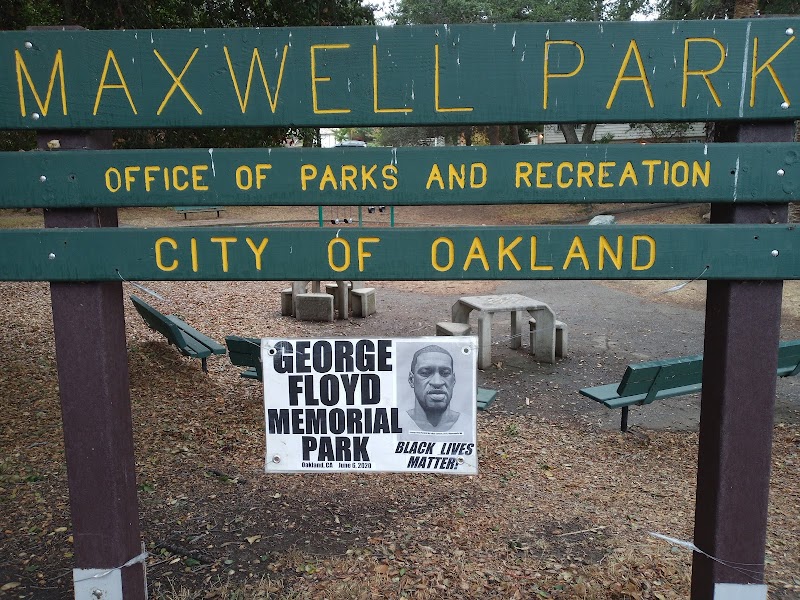 MAXWELL PARK
OFFICE OF PARKS AND RECREATION
CITY OF OAKLAND
GEORGE
FLOYD
MEMORIAL
PARK
Oakland, CA June 6, 2020
BLACK LIVES
MATTER!